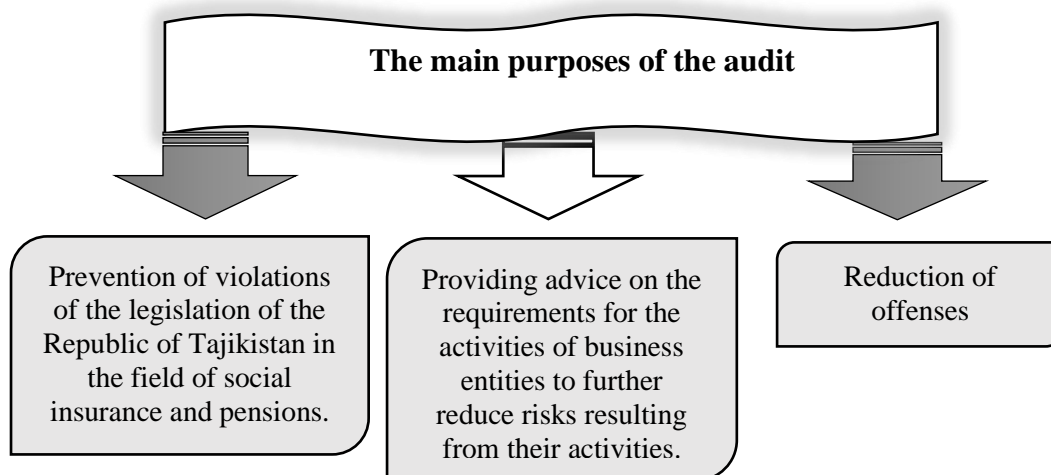 The main purposes of the audit
Prevention of violations
of the legislation of the
Republic of Tajikistan in
the field of social
insurance and pensions.
Providing advice on the
requirements for the
activities of business
entities to further
reduce risks resulting
from their activities.
Reduction of
offenses